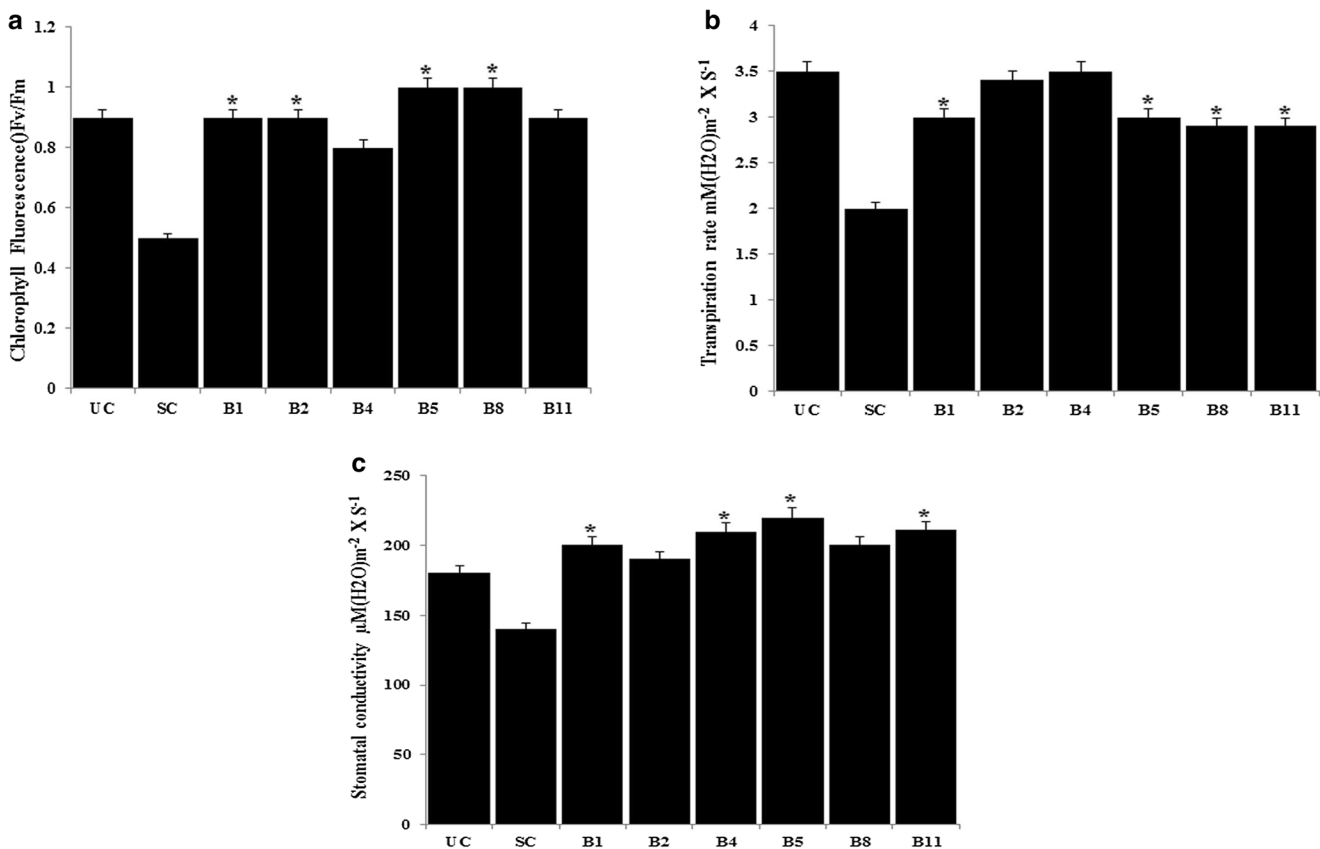 a
1.2
1
0.8
0.6
0.4
0.2
0
Chlorophyll Fluorescence()Fv/Fm
* * * *
UC SC B1 B2 B4 B5 B8 B11
b
4
3.5
3
2.5
2
1.5
1
0.5
0
Transpiration rate mM(H2O)m-2 X S-1
* * * *
UC SC B1 B2 B4 B5 B8 B11
c
250
200
150
100
50
0
Stomatal conductivity µM(H2O)m-2 X S-1
* * * *
UC SC B1 B2 B4 B5 B8 B11